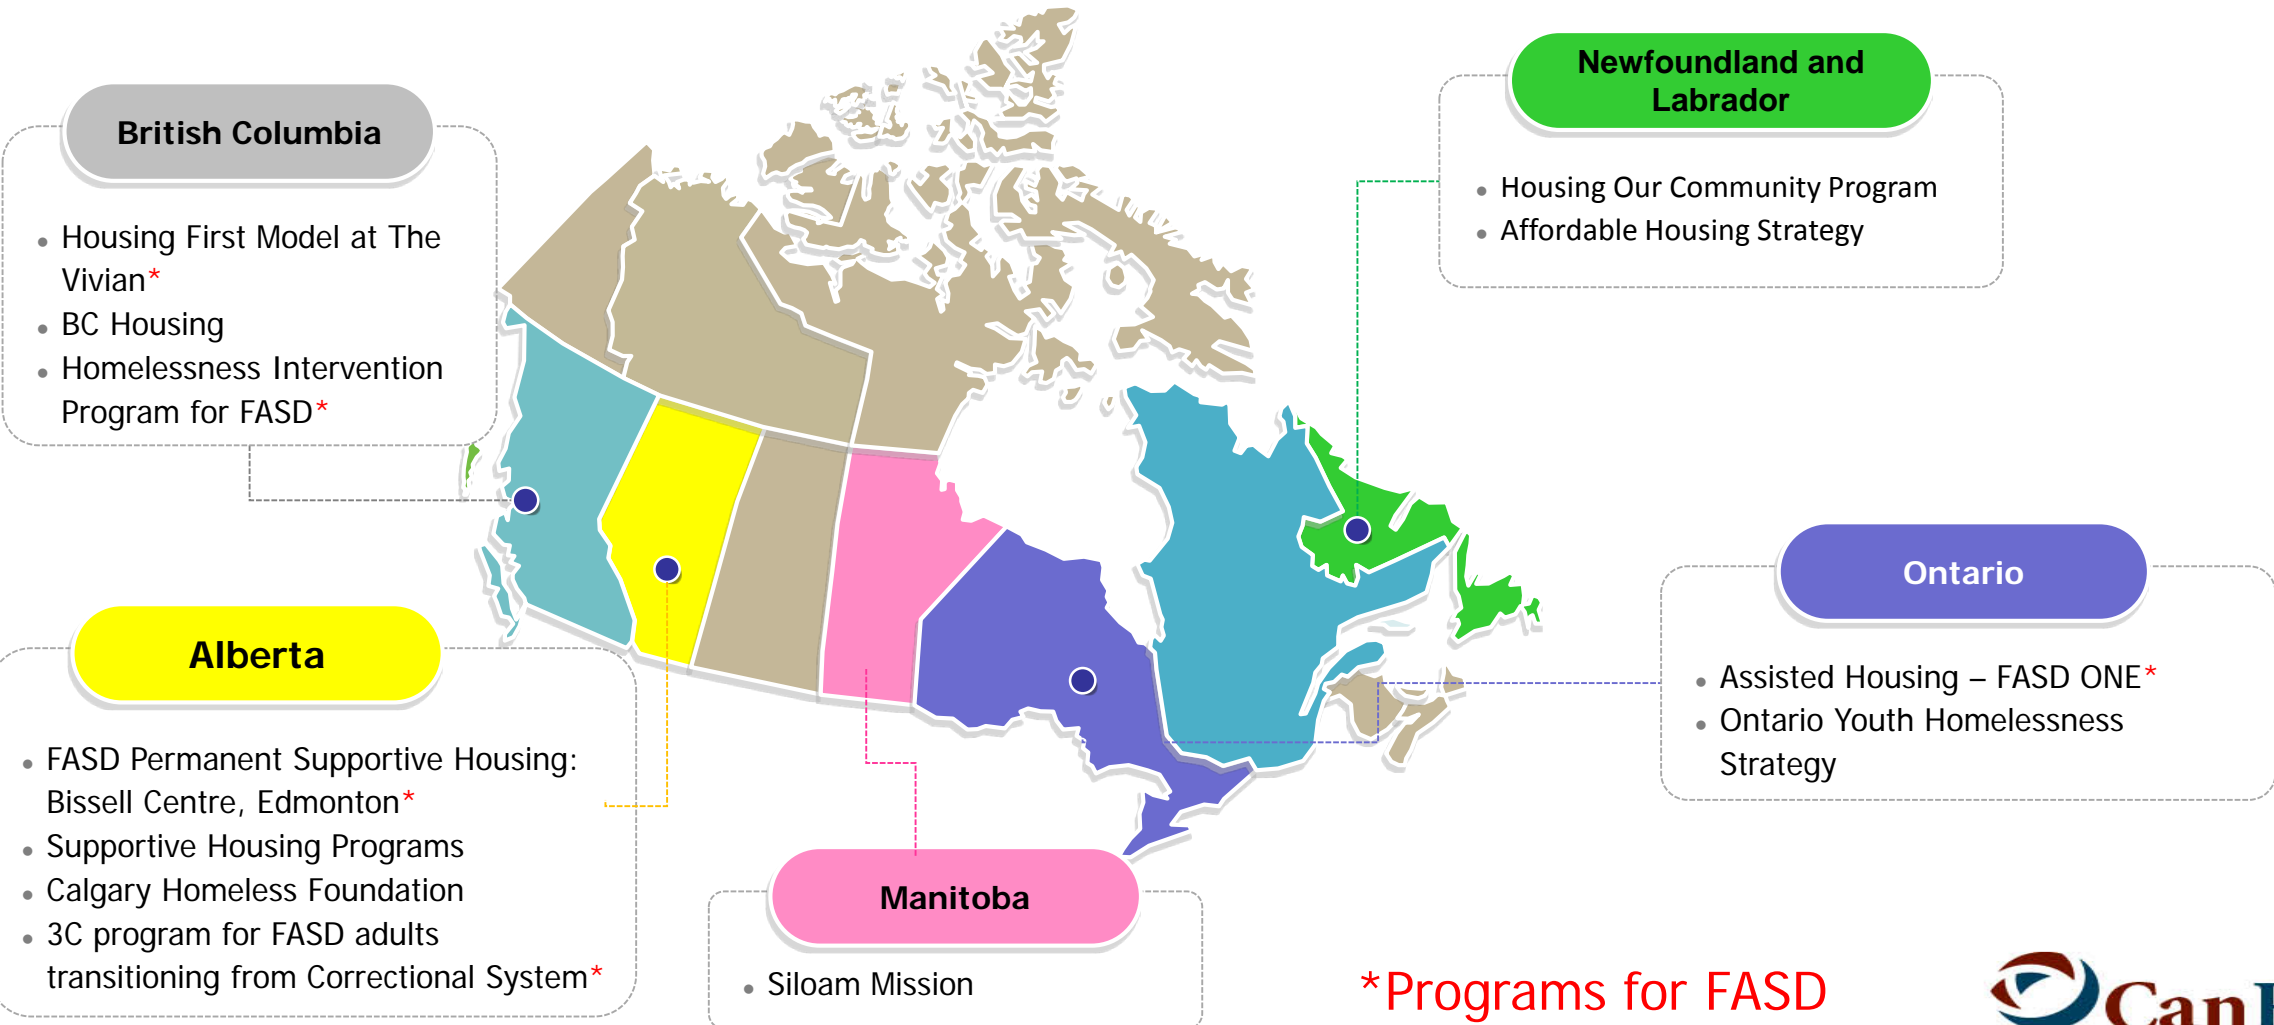 British Columbia
• Housing First Model at The
Vivian*
• BC Housing
• Homelessness Intervention
Program for FASD*
Newfoundland and
Labrador
• Housing Our Community Program
• Affordable Housing Strategy
Alberta
• FASD Permanent Supportive Housing:
Bissell Centre, Edmonton*
• Supportive Housing Programs
• Calgary Homeless Foundation
• 3C program for FASD adults
transitioning from Correctional System*
Manitoba
• Siloam Mission
Ontario
• Assisted Housing – FASD ONE*
• Ontario Youth Homelessness
Strategy
*Programs for FASD